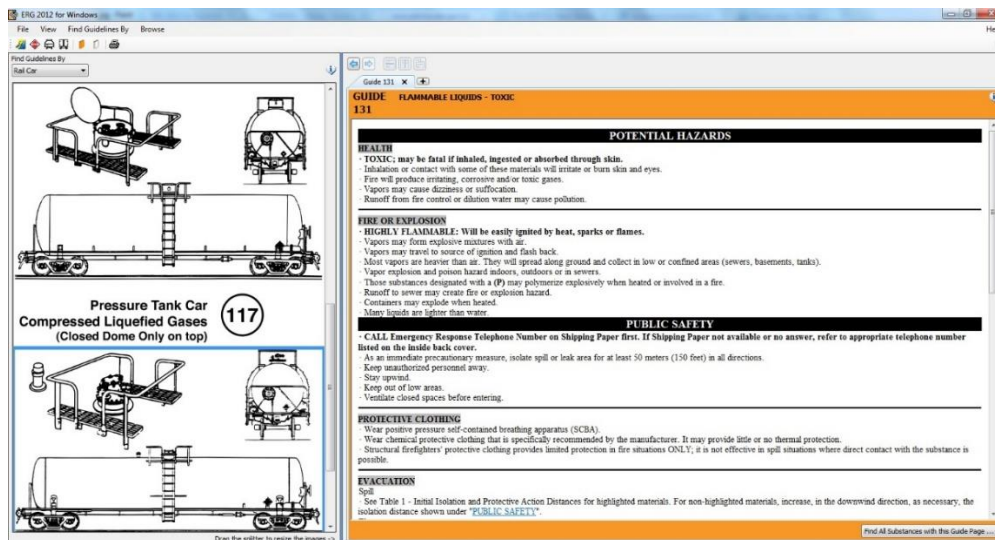 ERG 2012 for Windows
File View Find Guidelines By Browse
He
Find Guidelines By
Rail Car
Pressure Tank Car
Compressed Liquefied Gases
(Closed Dome Only on top)
117
Drag the splitter to resize the images ->
Guide 131
GUIDE FLAMMABLE LIQUIDS - TOXIC
131
POTENTIAL HAZARDS
HEALTH
· TOXIC; may be fatal if inhaled, ingested or absorbed through skin.
· Inhalation or contact with some of these materials will irritate or burn skin and eyes.
· Fire will produce irritating, corrosive and/or toxic gases.
· Vapors may cause dizziness or suffocation.
· Runoff from fire control or dilution water may cause pollution.
FIRE OR EXPLOSION
· HIGHLY FLAMMABLE: Will be easily ignited by heat, sparks or flames.
· Vapors may form explosive mixtures with air.
· Vapors may travel to source of ignition and flash back.
· Most vapors are heavier than air. They will spread along ground and collect in low or confined areas (sewers, basements, tanks).
· Vapor explosion and poison hazard indoors, outdoors or in sewers.
· Those substances designated with a (P) may polymerize explosively when heated or involved in a fire.
· Runoff to sewer may create fire or explosion hazard.
· Containers may explode when heated.
· Many liquids are lighter than water.
PUBLIC SAFETY
· CALL Emergency Response Telephone Number on Shipping Paper first. If Shipping Paper not available or no answer, refer to appropriate telephone number
listed on the inside back cover.
· As an immediate precautionary measure, isolate spill or leak area for at least 50 meters (150 feet) in all directions.
· Keep unauthorized personnel away.
· Stay upwind.
· Keep out of low areas.
· Ventilate closed spaces before entering.
PROTECTIVE CLOTHING
· Wear positive pressure self-contained breathing apparatus (SCBA).
· Wear chemical protective clothing that is specifically recommended by the manufacturer. It may provide little or no thermal protection.
· Structural firefighters' protective clothing provides limited protection in fire situations ONLY; it is not effective in spill situations where direct contact with the substance is
possible.
EVACUATION
Spill
· See Table 1 - Initial Isolation and Protective Action Distances for highlighted materials. For non-highlighted materials, increase, in the downwind direction, as necessary, the
isolation distance shown under "PUBLIC SAFETY".
Find All Substances with this Guide Page ...